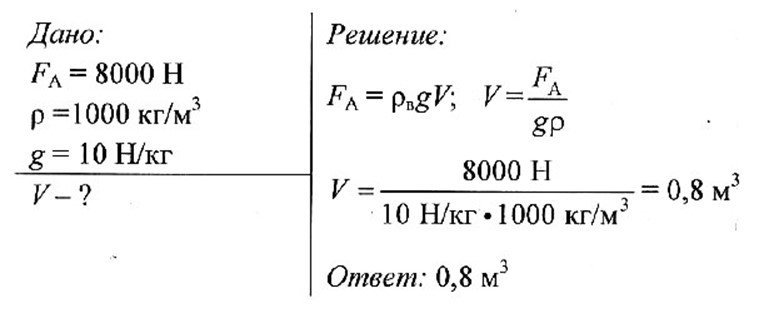 Дано:
F_A = 8000 Н
ρ =1000 кг/м³
g = 10 Н/кг
V – ?
Решение:
F_A = ρ_в gV; V = F_A / gρ
V = 8000 Н / 10 Н/кг • 1000 кг/м³ = 0,8 м³
Ответ: 0,8 м³